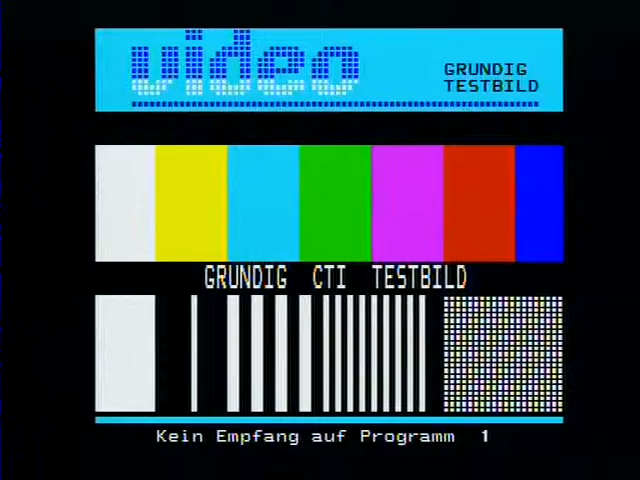 video
GRUNDIG
TESTBILD
GRUNDIG CTI TESTBILD
Kein Empfang auf Programm 1